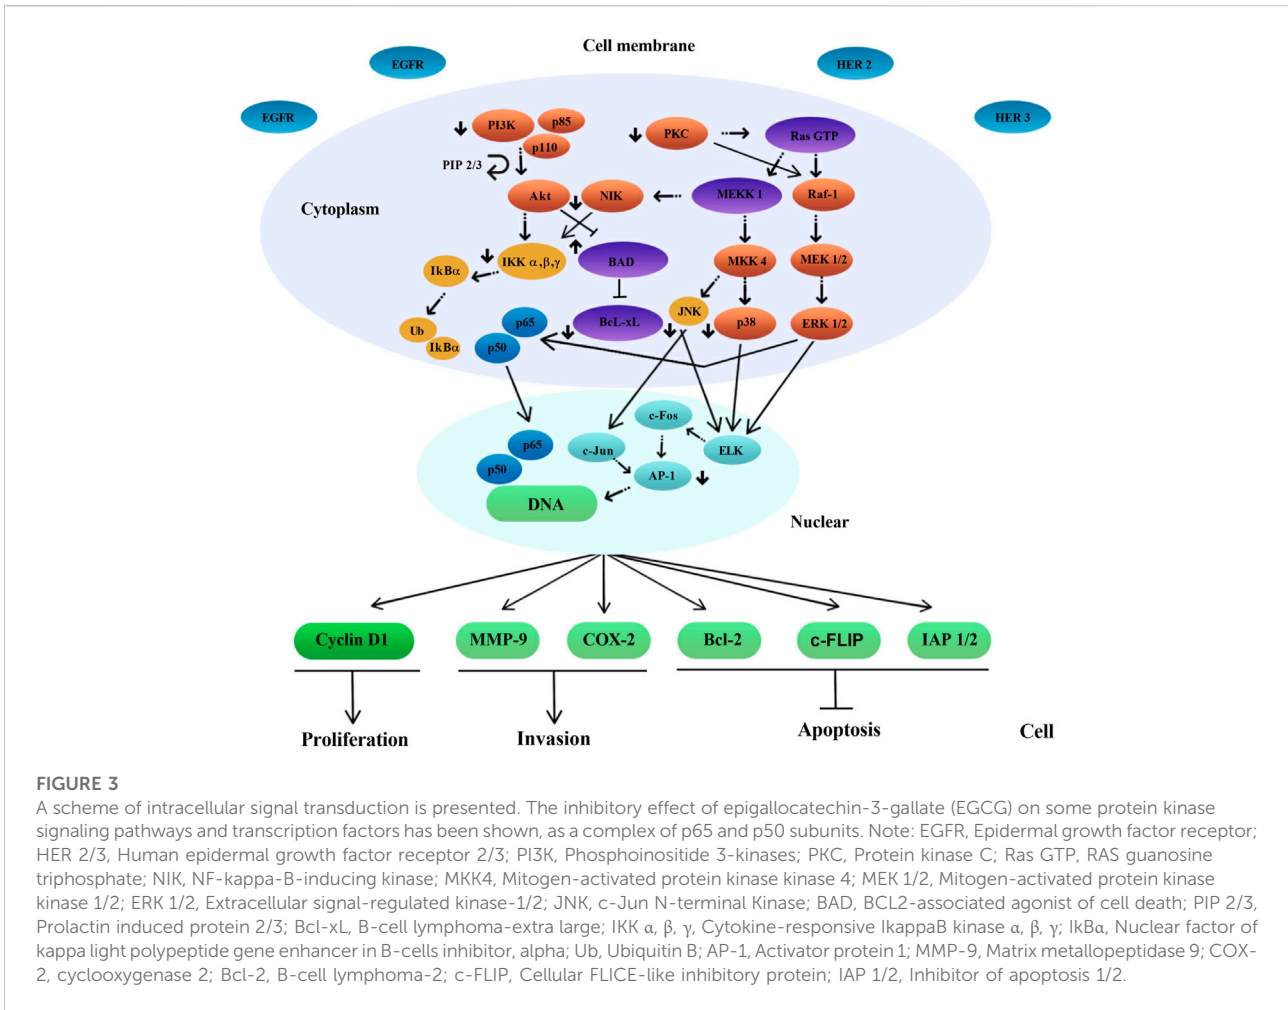 Cell membrane
EGFR
HER 2
EGFR
HER 3
PI3K
p85
p110
PKC
Ras GTP
PIP 2/3
Akt
NIK
MEKK 1
Raf-1
Cytoplasm
IkBα
IKK α,β,γ
BAD
MKK 4
MEK 1/2
Ub
IkBα
p65
p50
BcL-xL
JNK
p38
ERK 1/2
c-Fos
p65
p50
c-Jun
ELK
AP-1
DNA
Nuclear
Cyclin D1
MMP-9
COX-2
Bcl-2
c-FLIP
IAP 1/2
Proliferation
Invasion
Apoptosis
Cell
FIGURE 3
A scheme of intracellular signal transduction is presented. The inhibitory effect of epigallocatechin-3-gallate (EGCG) on some protein kinase
signaling pathways and transcription factors has been shown, as a complex of p65 and p50 subunits. Note: EGFR, Epidermal growth factor receptor;
HER 2/3, Human epidermal growth factor receptor 2/3; PI3K, Phosphoinositide 3-kinases; PKC, Protein kinase C; Ras GTP, RAS guanosine
triphosphate; NIK, NF-kappa-B-inducing kinase; MKK4, Mitogen-activated protein kinase kinase 4; MEK 1/2, Mitogen-activated protein kinase
kinase 1/2; ERK 1/2, Extracellular signal-regulated kinase-1/2; JNK, c-Jun N-terminal Kinase; BAD, BCL2-associated agonist of cell death; PIP 2/3,
Prolactin induced protein 2/3; Bcl-xL, B-cell lymphoma-extra large; IKK α, β, γ, Cytokine-responsive IkappaB kinase α, β, γ; IkBα, Nuclear factor of
kappa light polypeptide gene enhancer in B-cells inhibitor, alpha; Ub, Ubiquitin B; AP-1, Activator protein 1; MMP-9, Matrix metallopeptidase 9; COX-
2, cyclooxygenase 2; Bcl-2, B-cell lymphoma-2; c-FLIP, Cellular FLICE-like inhibitory protein; IAP 1/2, Inhibitor of apoptosis 1/2.